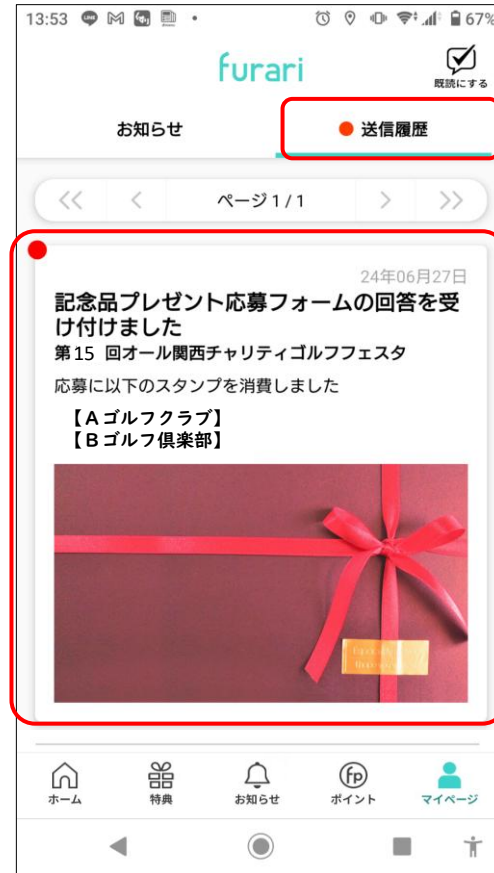 13:53 67%
furari
既読にする
お知らせ
送信履歴
<< < ページ 1 / 1 > >>
24年06月27日
記念品プレゼント応募フォームの回答を受
け付けました
第15 回オール関西チャリティゴルフフェスタ
応募に以下のスタンプを消費しました
【Aゴルフクラブ】
【Bゴルフ倶楽部】
ホーム 特典 お知らせ fp ポイント マイページ